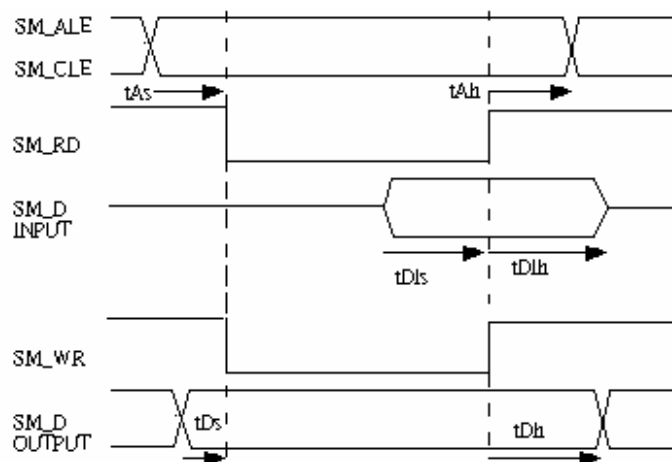 SM_ALE
SM_CLE
tAs
tAh
SM_RD
SM_D
INPUT
tDIs
tDIh
SM_WR
SM_D
OUTPUT
tDs
tDh